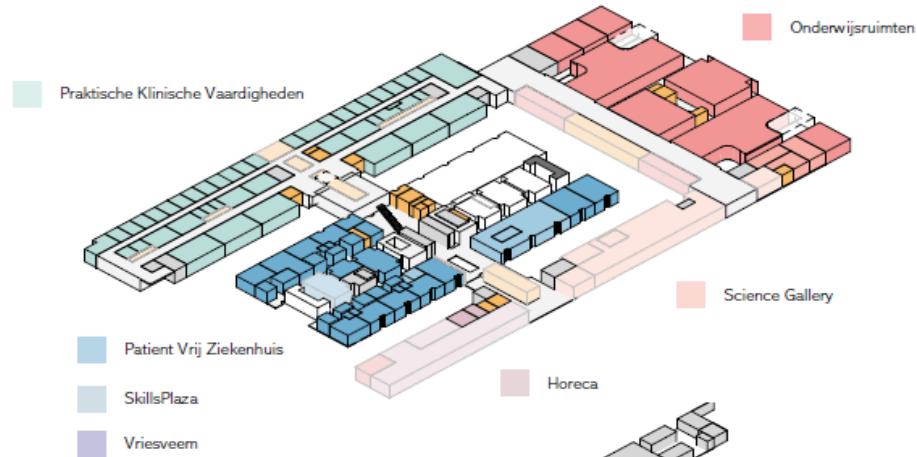 Onderwijsruimten
Praktische Klinische Vaardigheden
Science Gallery
Patient Vrij Ziekenhuis
Horeca
SkillsPlaza
Vriesveem